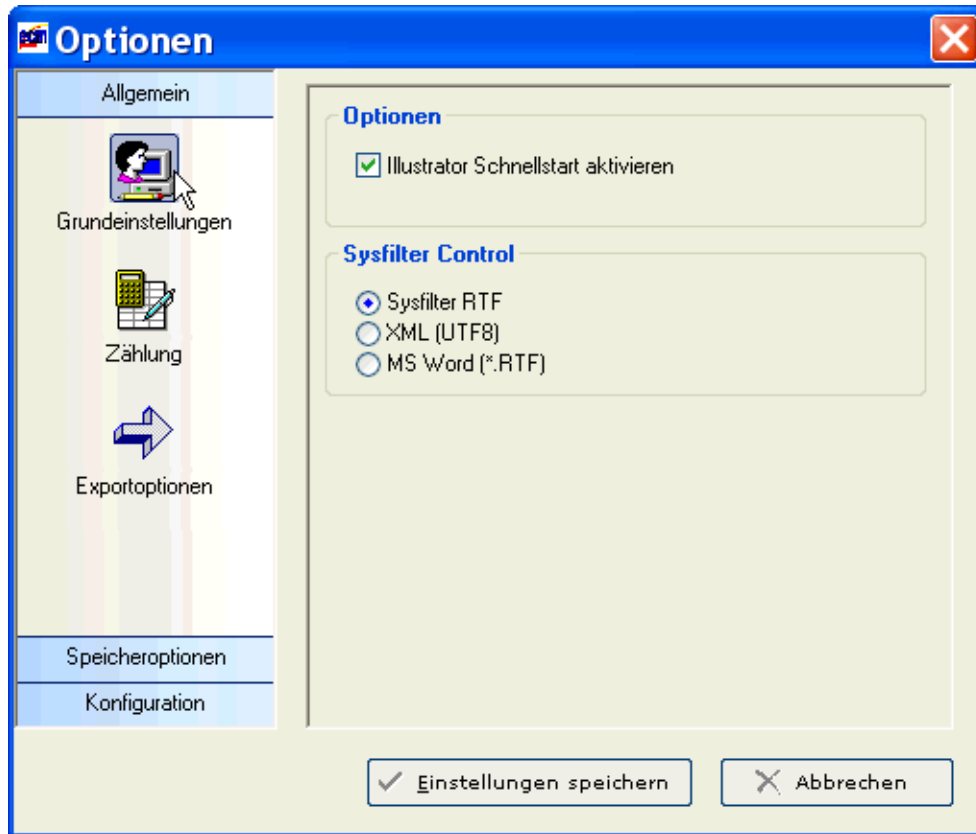 Optionen
Allgemein
Grundeinstellungen
Zählung
Exportoptionen
Speicheroptionen
Konfiguration
Optionen
Illustrator Schnellstart aktivieren
Sysfilter Control
Sysfilter RTF
XML (UTF8)
MS Word (*.RTF)
Einstellungen speichern
Abbrechen